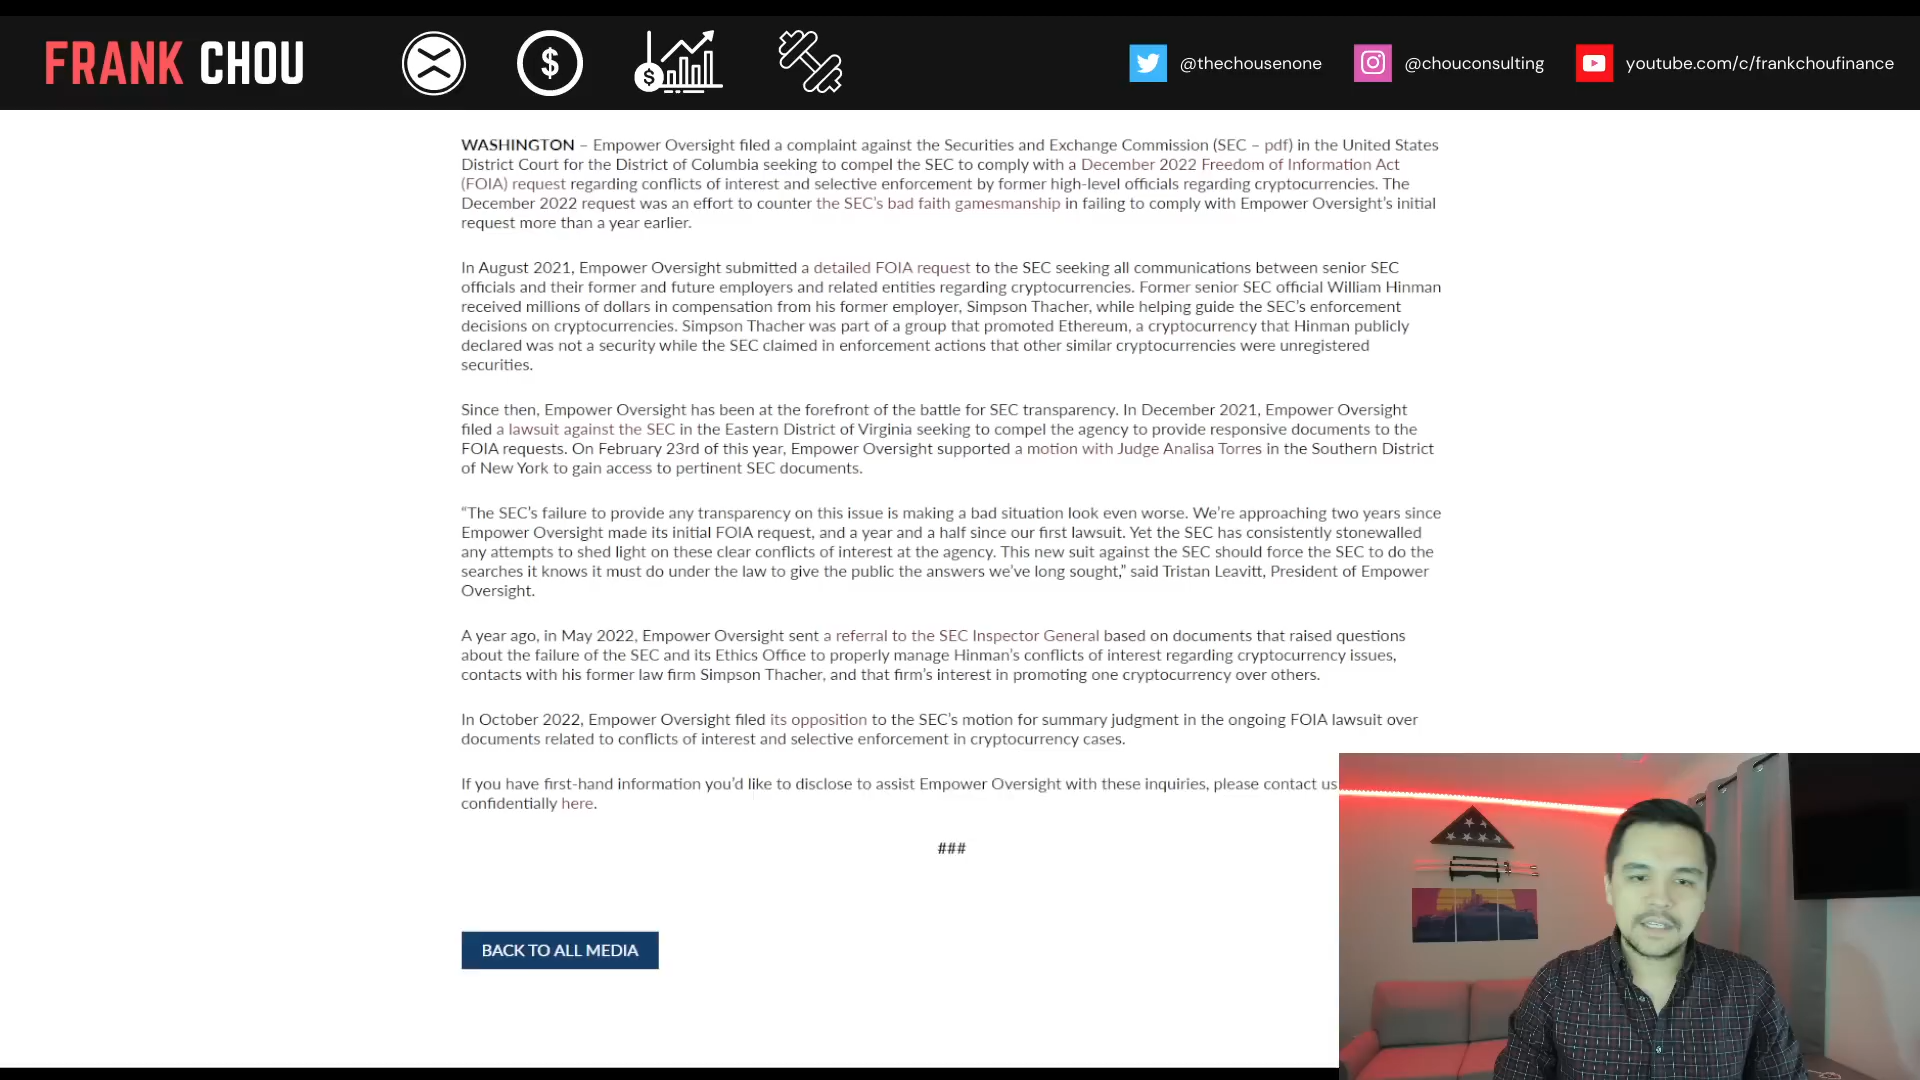 FRANK CHOU
@thechousenone
@chouconsulting
youtube.com/c/frankchoufinance
WASHINGTON – Empower Oversight filed a complaint against the Securities and Exchange Commission (SEC – pdf) in the United States
District Court for the District of Columbia seeking to compel the SEC to comply with a December 2022 Freedom of Information Act
(FOIA) request regarding conflicts of interest and selective enforcement by former high-level officials regarding cryptocurrencies. The
December 2022 request was an effort to counter the SEC's bad faith gamesmanship in failing to comply with Empower Oversight's initial
request more than a year earlier.
In August 2021, Empower Oversight submitted a detailed FOIA request to the SEC seeking all communications between senior SEC
officials and their former and future employers and related entities regarding cryptocurrencies. Former senior SEC official William Hinman
received millions of dollars in compensation from his former employer, Simpson Thacher, while helping guide the SEC's enforcement
decisions on cryptocurrencies. Simpson Thacher was part of a group that promoted Ethereum, a cryptocurrency that Hinman publicly
declared was not a security while the SEC claimed in enforcement actions that other similar cryptocurrencies were unregistered
securities.
Since then, Empower Oversight has been at the forefront of the battle for SEC transparency. In December 2021, Empower Oversight
filed a lawsuit against the SEC in the Eastern District of Virginia seeking to compel the agency to provide responsive documents to the
FOIA requests. On February 23rd of this year, Empower Oversight supported a motion with Judge Analisa Torres in the Southern District
of New York to gain access to pertinent SEC documents.
“The SEC's failure to provide any transparency on this issue is making a bad situation look even worse. We're approaching two years since
Empower Oversight made its initial FOIA request, and a year and a half since our first lawsuit. Yet the SEC has consistently stonewalled
any attempts to shed light on these clear conflicts of interest at the agency. This new suit against the SEC should force the SEC to do the
searches it knows it must do under the law to give the public the answers we've long sought,” said Tristan Leavitt, President of Empower
Oversight.
A year ago, in May 2022, Empower Oversight sent a referral to the SEC Inspector General based on documents that raised questions
about the failure of the SEC and its Ethics Office to properly manage Hinman's conflicts of interest regarding cryptocurrency issues,
contacts with his former law firm Simpson Thacher, and that firm's interest in promoting one cryptocurrency over others.
In October 2022, Empower Oversight filed its opposition to the SEC's motion for summary judgment in the ongoing FOIA lawsuit over
documents related to conflicts of interest and selective enforcement in cryptocurrency cases.
If you have first-hand information you'd like to disclose to assist Empower Oversight with these inquiries, please contact us
confidentially here.
###
BACK TO ALL MEDIA